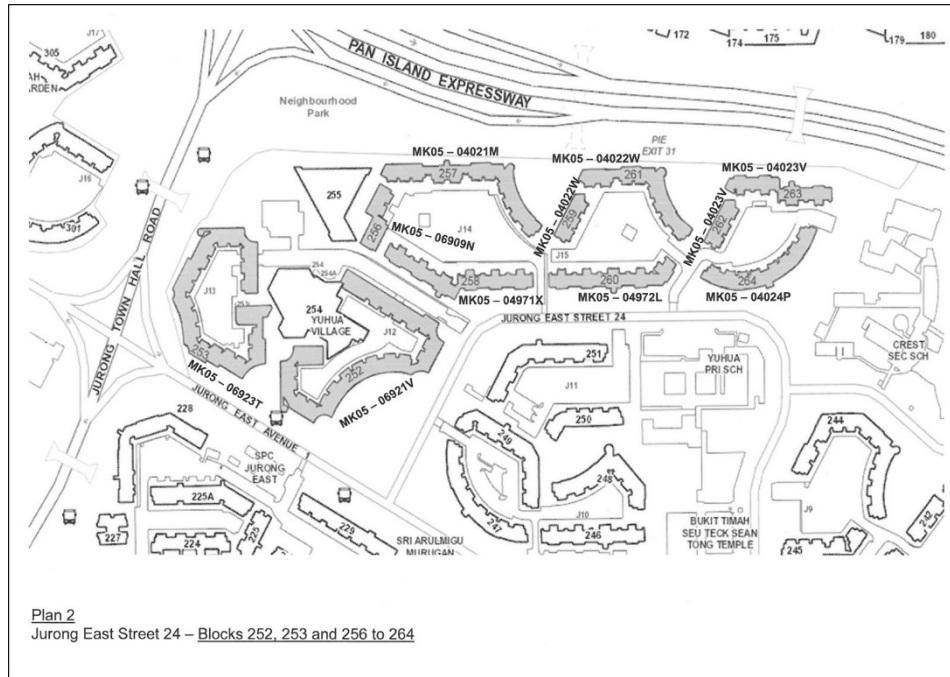 J17
305
AH
GARDEN
J16
301
172
174
175
179
180
PAN ISLAND EXPRESSWAY
Neighbourhood
Park
PIE
EXIT 31
JURONG TOWN HALL ROAD
255
MK05 – 04021M
257
256
MK05 – 06909N
J14
MK05 – 04022W
261
MK05 – 04022W
259
J15
MK05 – 04023V
263
MK05 – 04023V
262
258
MK05 – 04971X
260
MK05 – 04972L
264
MK05 – 04024P
J13
253
MK05 – 06923T
254
254A
254
YUHUA
VILLAGE
J12
252
MK05 – 06921V
JURONG EAST STREET 24
JURONG EAST AVENUE
CREST
SEC SCH
251
YUHUA
PRI SCH
J11
250
249
248
247
J10
246
228
SPC
JURONG
EAST
225A
227
224
225
229
SRI ARULMIGU
MURUGAN
BUKIT TIMAH
SEU TECK SEAN
TONG TEMPLE
244
J9
242
245
Plan 2
Jurong East Street 24 – Blocks 252, 253 and 256 to 264